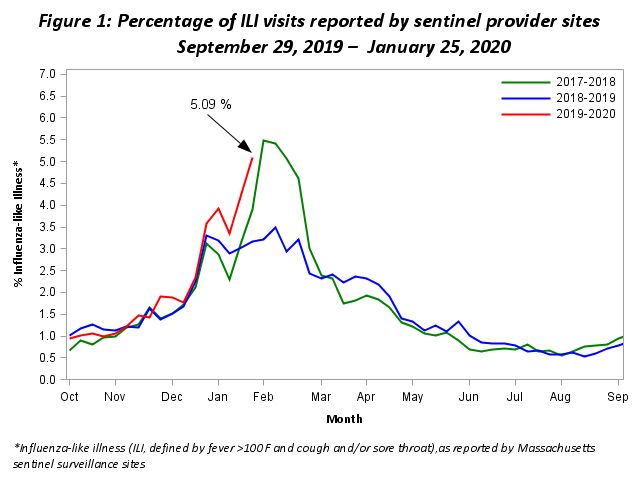 Figure 1: Percentage of ILI visits reported by sentinel provider sites
September 29, 2019 – January 25, 2020
7.0
6.5
6.0
5.5
5.0
4.5
4.0
3.5
3.0
2.5
2.0
1.5
1.0
0.5
0.0
% Influenza-like Illness*
5.09 %
2017-2018
2018-2019
2019-2020
Oct Nov Dec Jan Feb Mar Apr May Jun Jul Aug Sep
Month
*Influenza-like illness (ILI, defined by fever >100F and cough and/or sore throat),as reported by Massachusetts
sentinel surveillance sites